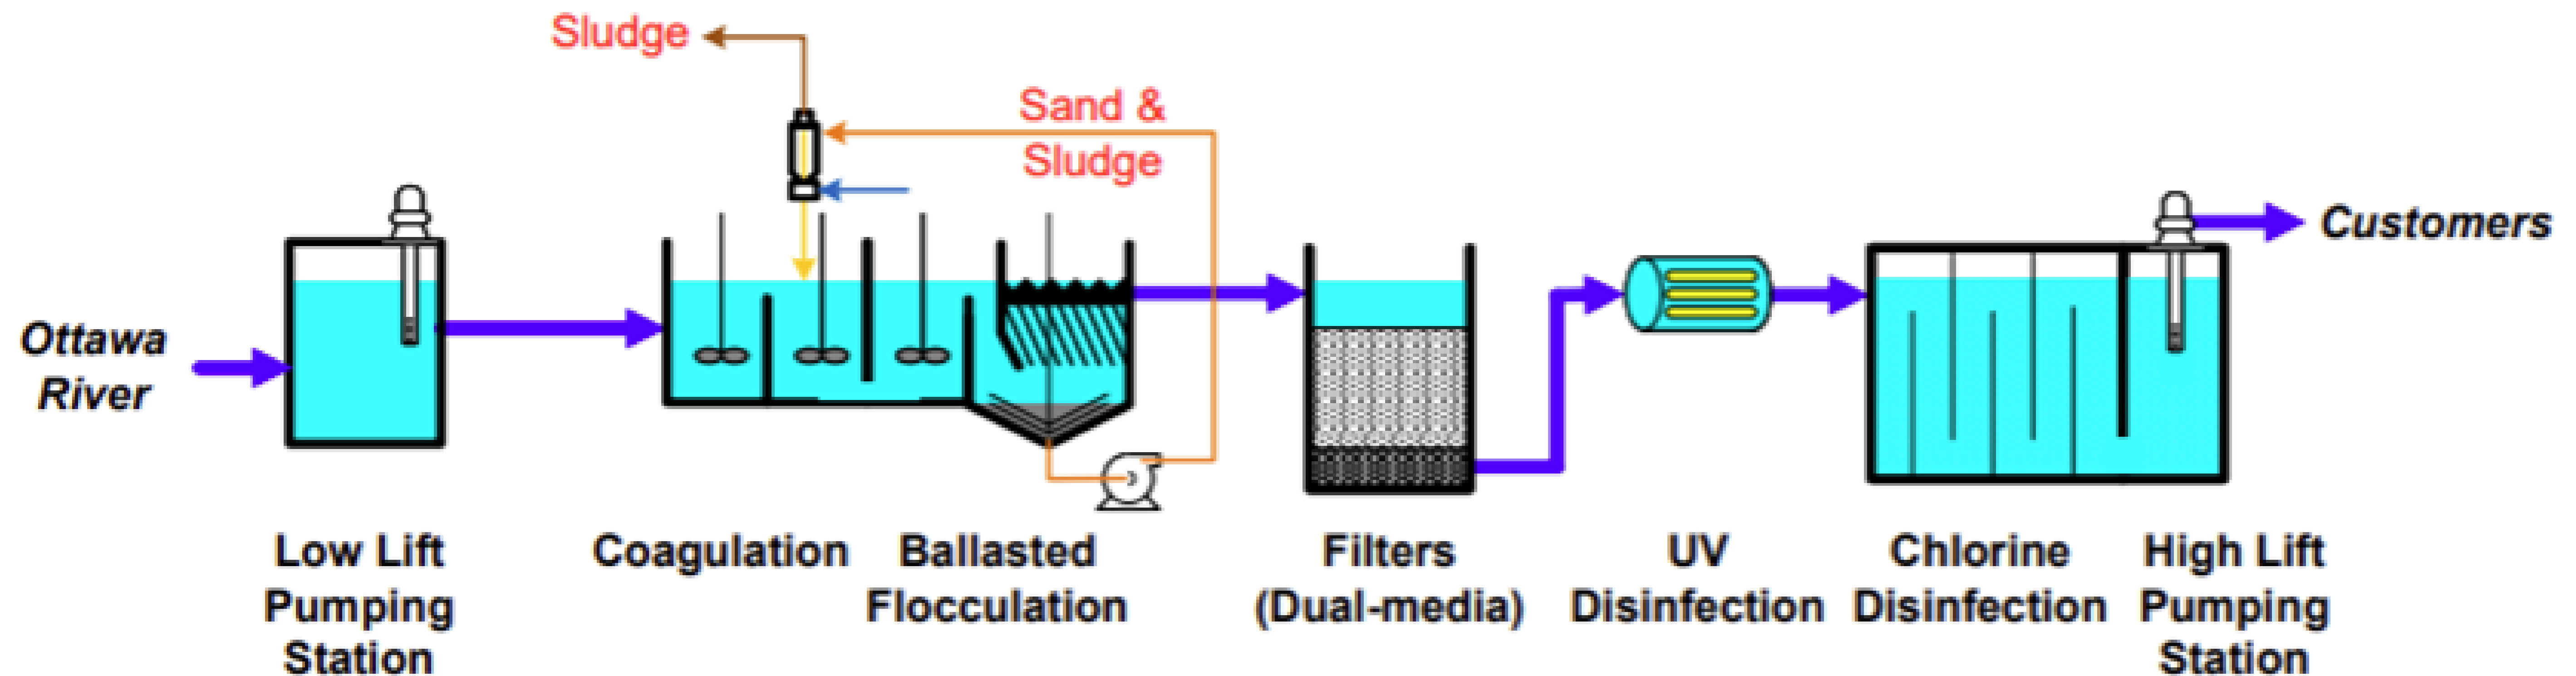 Sludge
Sand &
Sludge
Ottawa
River
Customers
Low Lift
Pumping
Station
Coagulation
Ballasted
Flocculation
Filters
(Dual-media)
UV
Disinfection
Chlorine
Disinfection
High Lift
Pumping
Station